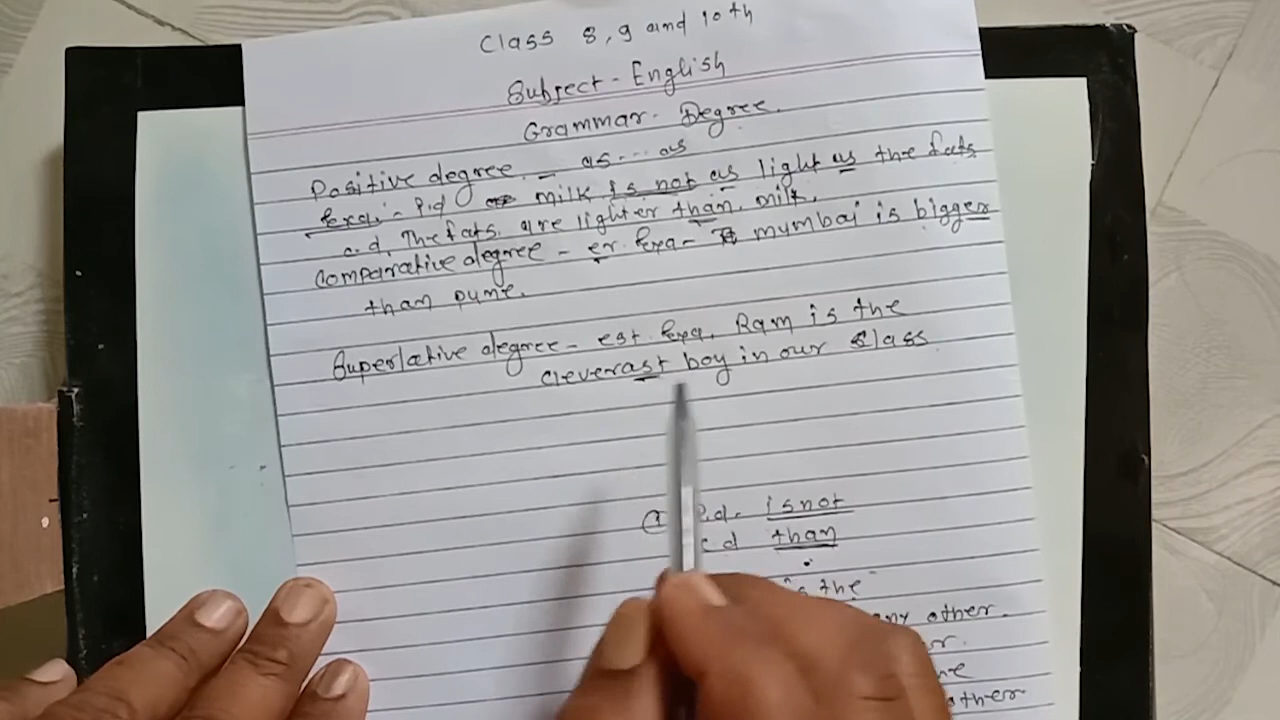 Class 8, 9 and 10th
Subject - English
Grammar - Degree.
Positive degree. - as... as
Exa:- P.d milk is not as light as the fats
c.d. The fats are lighter than milk.
Comparative degree - er. Exa- mumbai is bigger
than pune.
Superlative degree - est. Exa. Ram is the
cleverast boy in our class
P.d. is not
c d than
is the
any other.